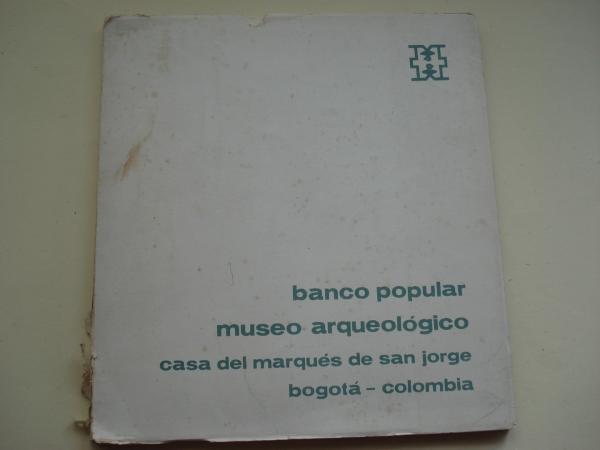 banco popular
museo arqueológico
casa del marqués de san jorge
bogotá – colombia